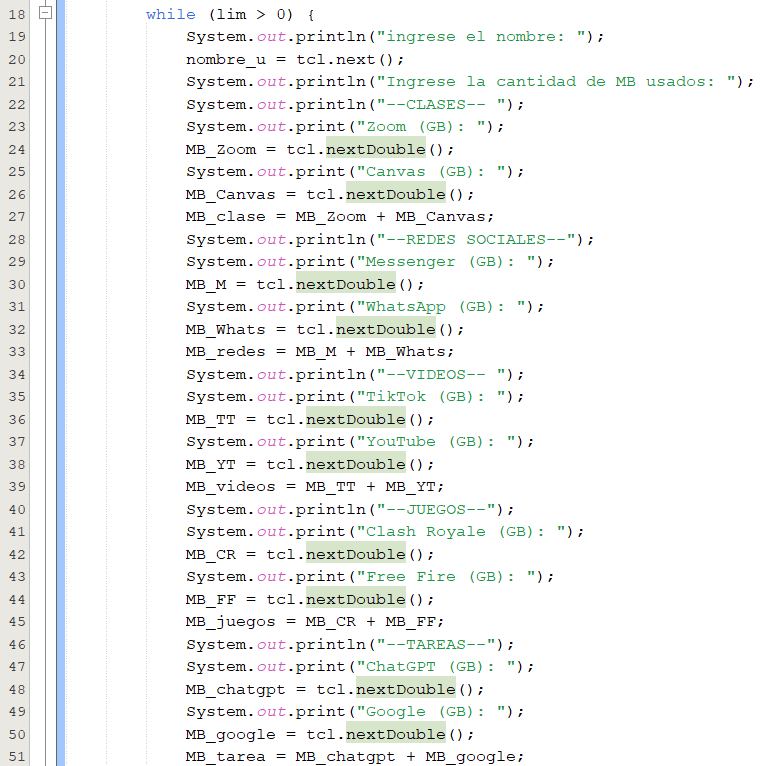 18 while (lim > 0) {
19 System.out.println("ingrese el nombre: ");
20 nombre_u = tcl.next();
21 System.out.println("Ingrese la cantidad de MB usados: ");
22 System.out.println("--CLASES-- ");
23 System.out.print("Zoom (GB): ");
24 MB_Zoom = tcl.nextDouble();
25 System.out.print("Canvas (GB): ");
26 MB_Canvas = tcl.nextDouble();
27 MB_clase = MB_Zoom + MB_Canvas;
28 System.out.println("--REDES SOCIALES--");
29 System.out.print("Messenger (GB): ");
30 MB_M = tcl.nextDouble();
31 System.out.print("WhatsApp (GB): ");
32 MB_Whats = tcl.nextDouble();
33 MB_redes = MB_M + MB_Whats;
34 System.out.println("--VIDEOS-- ");
35 System.out.print("TikTok (GB): ");
36 MB_TT = tcl.nextDouble();
37 System.out.print("YouTube (GB): ");
38 MB_YT = tcl.nextDouble();
39 MB_videos = MB_TT + MB_YT;
40 System.out.println("--JUEGOS--");
41 System.out.print("Clash Royale (GB): ");
42 MB_CR = tcl.nextDouble();
43 System.out.print("Free Fire (GB): ");
44 MB_FF = tcl.nextDouble();
45 MB_juegos = MB_CR + MB_FF;
46 System.out.println("--TAREAS--");
47 System.out.print("ChatGPT (GB): ");
48 MB_chatgpt = tcl.nextDouble();
49 System.out.print("Google (GB): ");
50 MB_google = tcl.nextDouble();
51 MB_tarea = MB_chatgpt + MB_google;